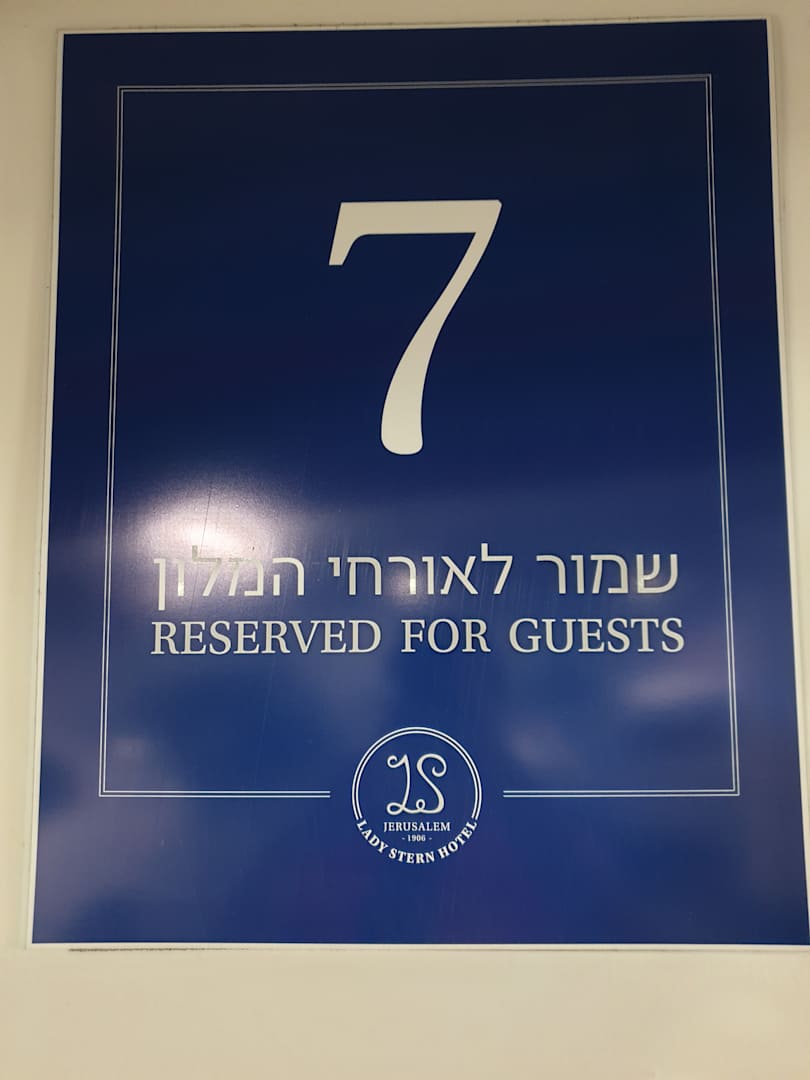 7
שמור לאורחי המלון
RESERVED FOR GUESTS
LS
JERUSALEM
- 1906 -
LADY STERN HOTEL